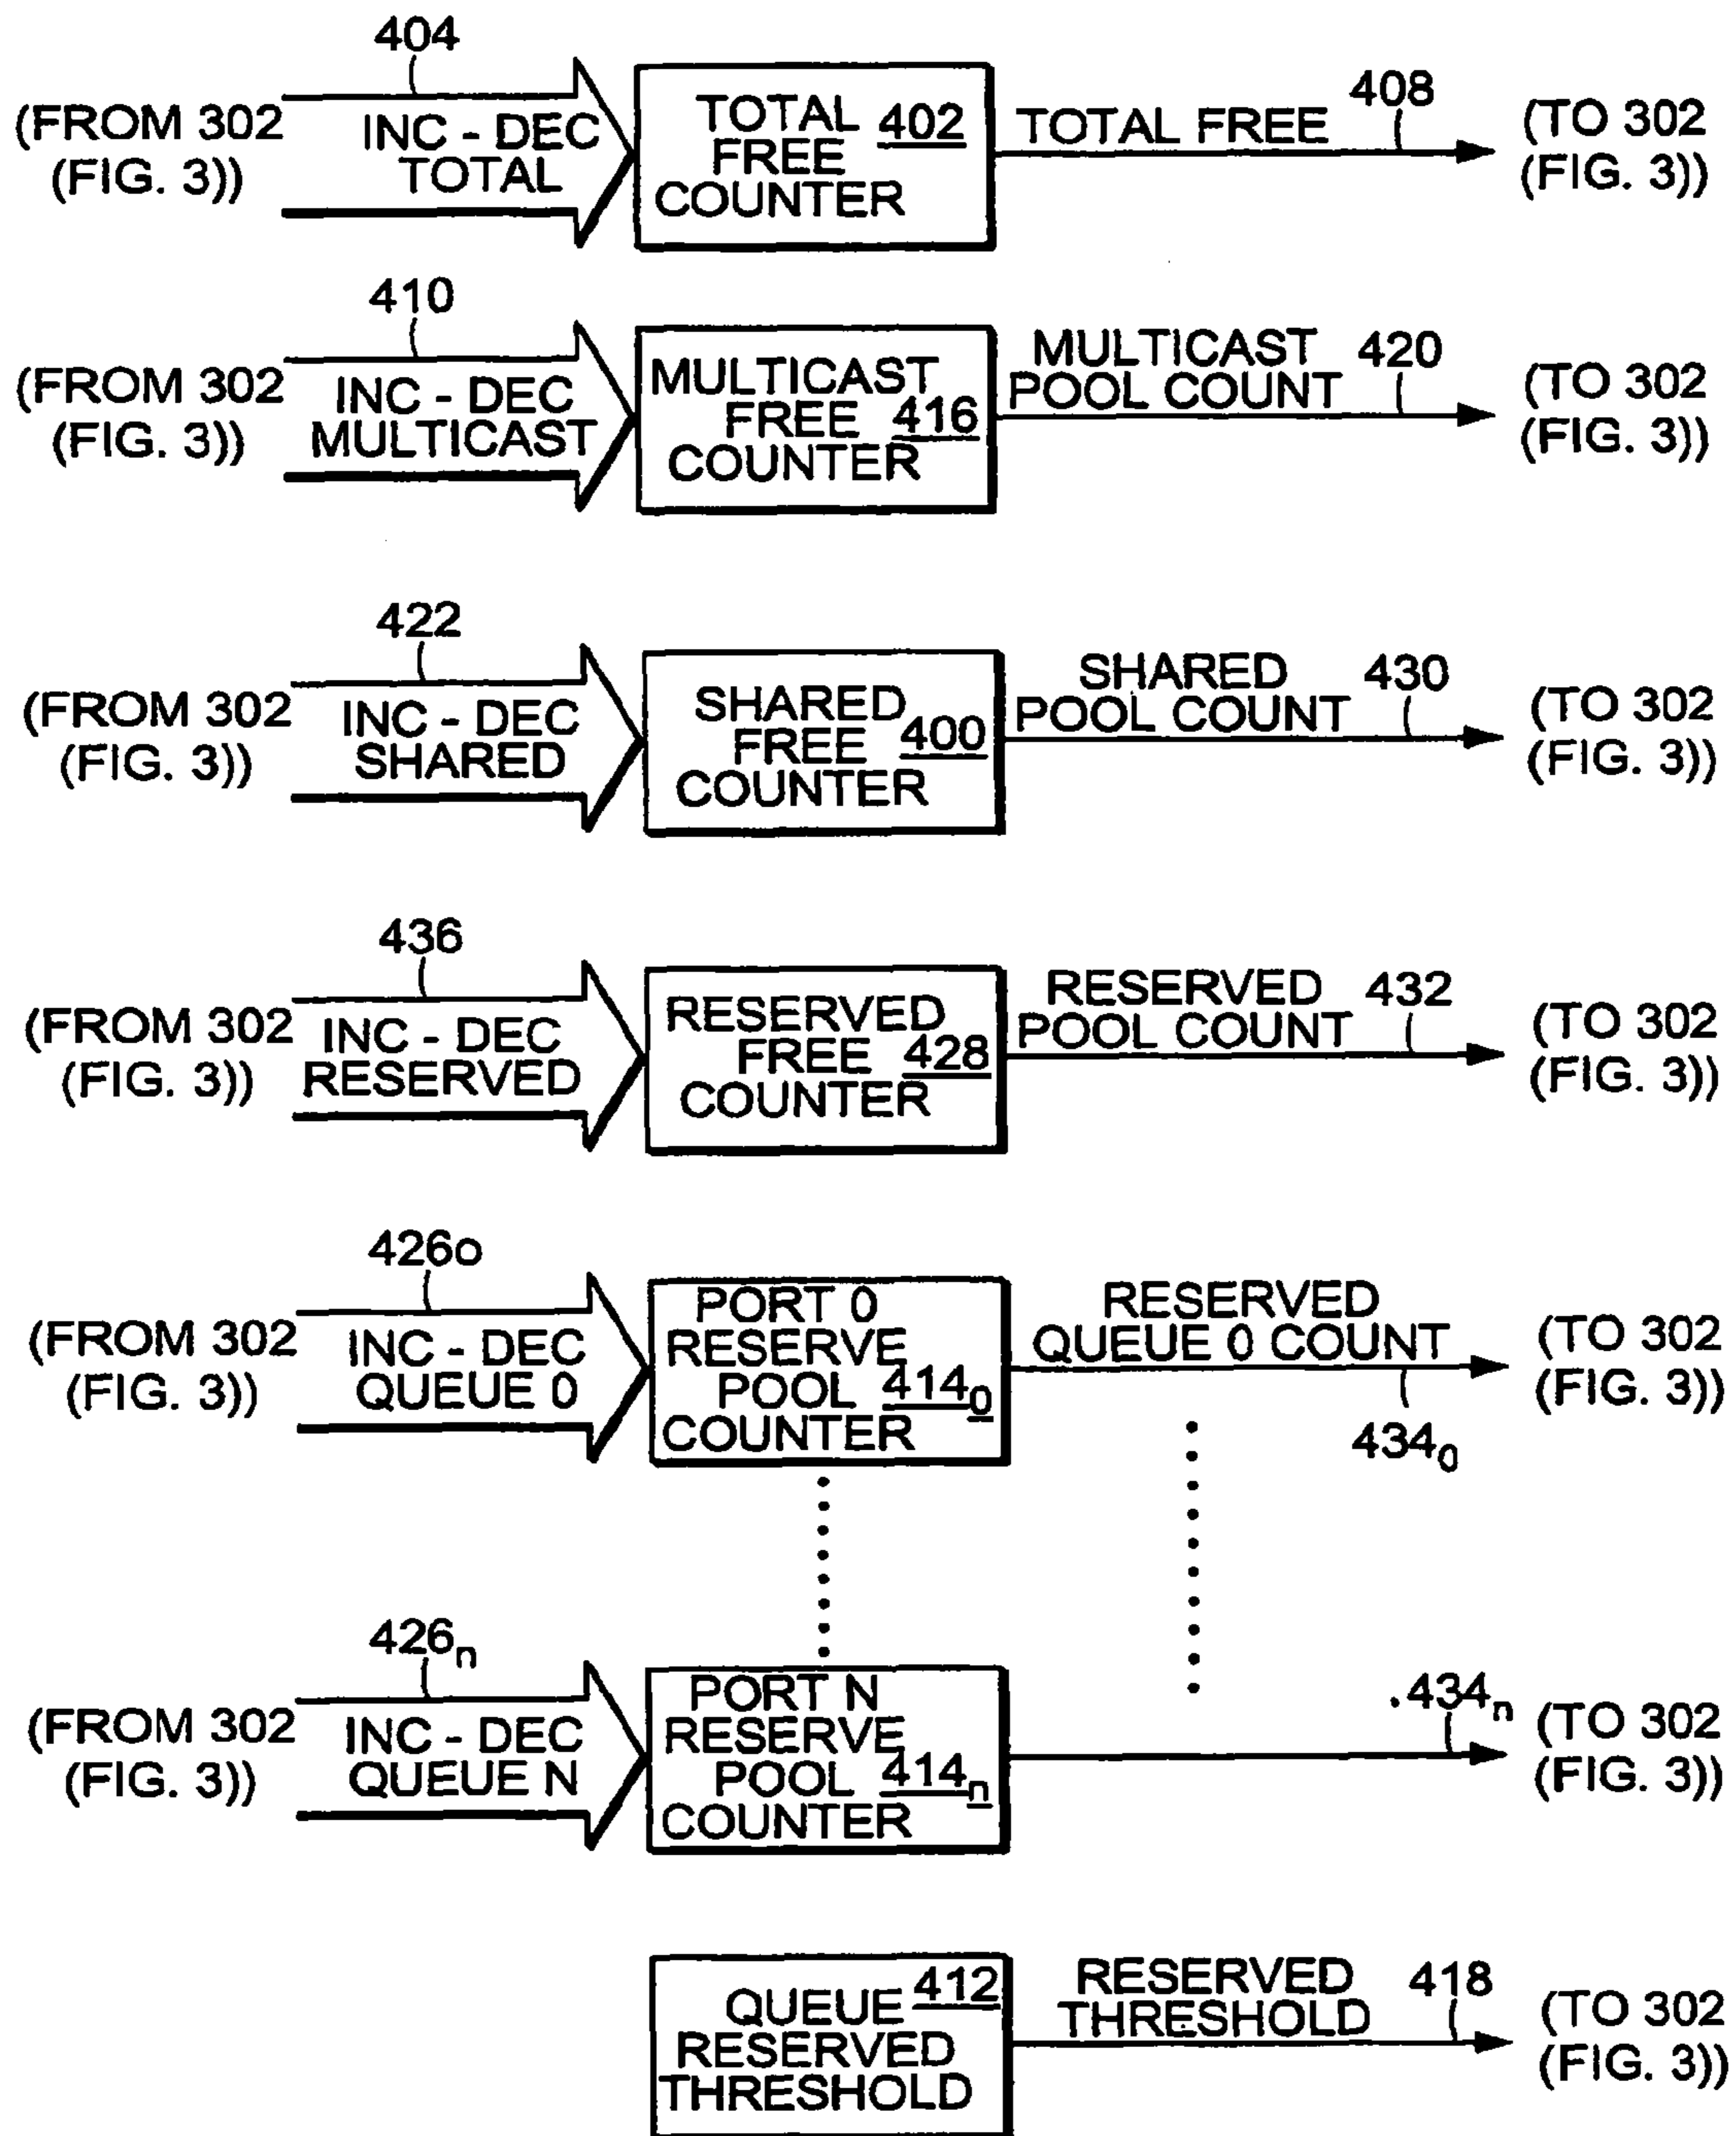 404
(FROM 302
(FIG. 3))
INC - DEC
TOTAL
TOTAL
FREE 402
COUNTER
TOTAL FREE
408
(TO 302
(FIG. 3))
410
(FROM 302
(FIG. 3))
INC - DEC
MULTICAST
MULTICAST
FREE 416
COUNTER
MULTICAST
POOL COUNT
420
(TO 302
(FIG. 3))
422
(FROM 302
(FIG. 3))
INC - DEC
SHARED
SHARED
FREE 400
COUNTER
SHARED
POOL COUNT
430
(TO 302
(FIG. 3))
436
(FROM 302
(FIG. 3))
INC - DEC
RESERVED
RESERVED
FREE 428
COUNTER
RESERVED
POOL COUNT
432
(TO 302
(FIG. 3))
426o
(FROM 302
(FIG. 3))
INC - DEC
QUEUE 0
PORT 0
RESERVE
POOL 414₀
COUNTER
RESERVED
QUEUE 0 COUNT
434₀
(TO 302
(FIG. 3))
426ₙ
(FROM 302
(FIG. 3))
INC - DEC
QUEUE N
PORT N
RESERVE
POOL 414ₙ
COUNTER
.434ₙ
(TO 302
(FIG. 3))
QUEUE 412
RESERVED
THRESHOLD
RESERVED
THRESHOLD
418
(TO 302
(FIG. 3))